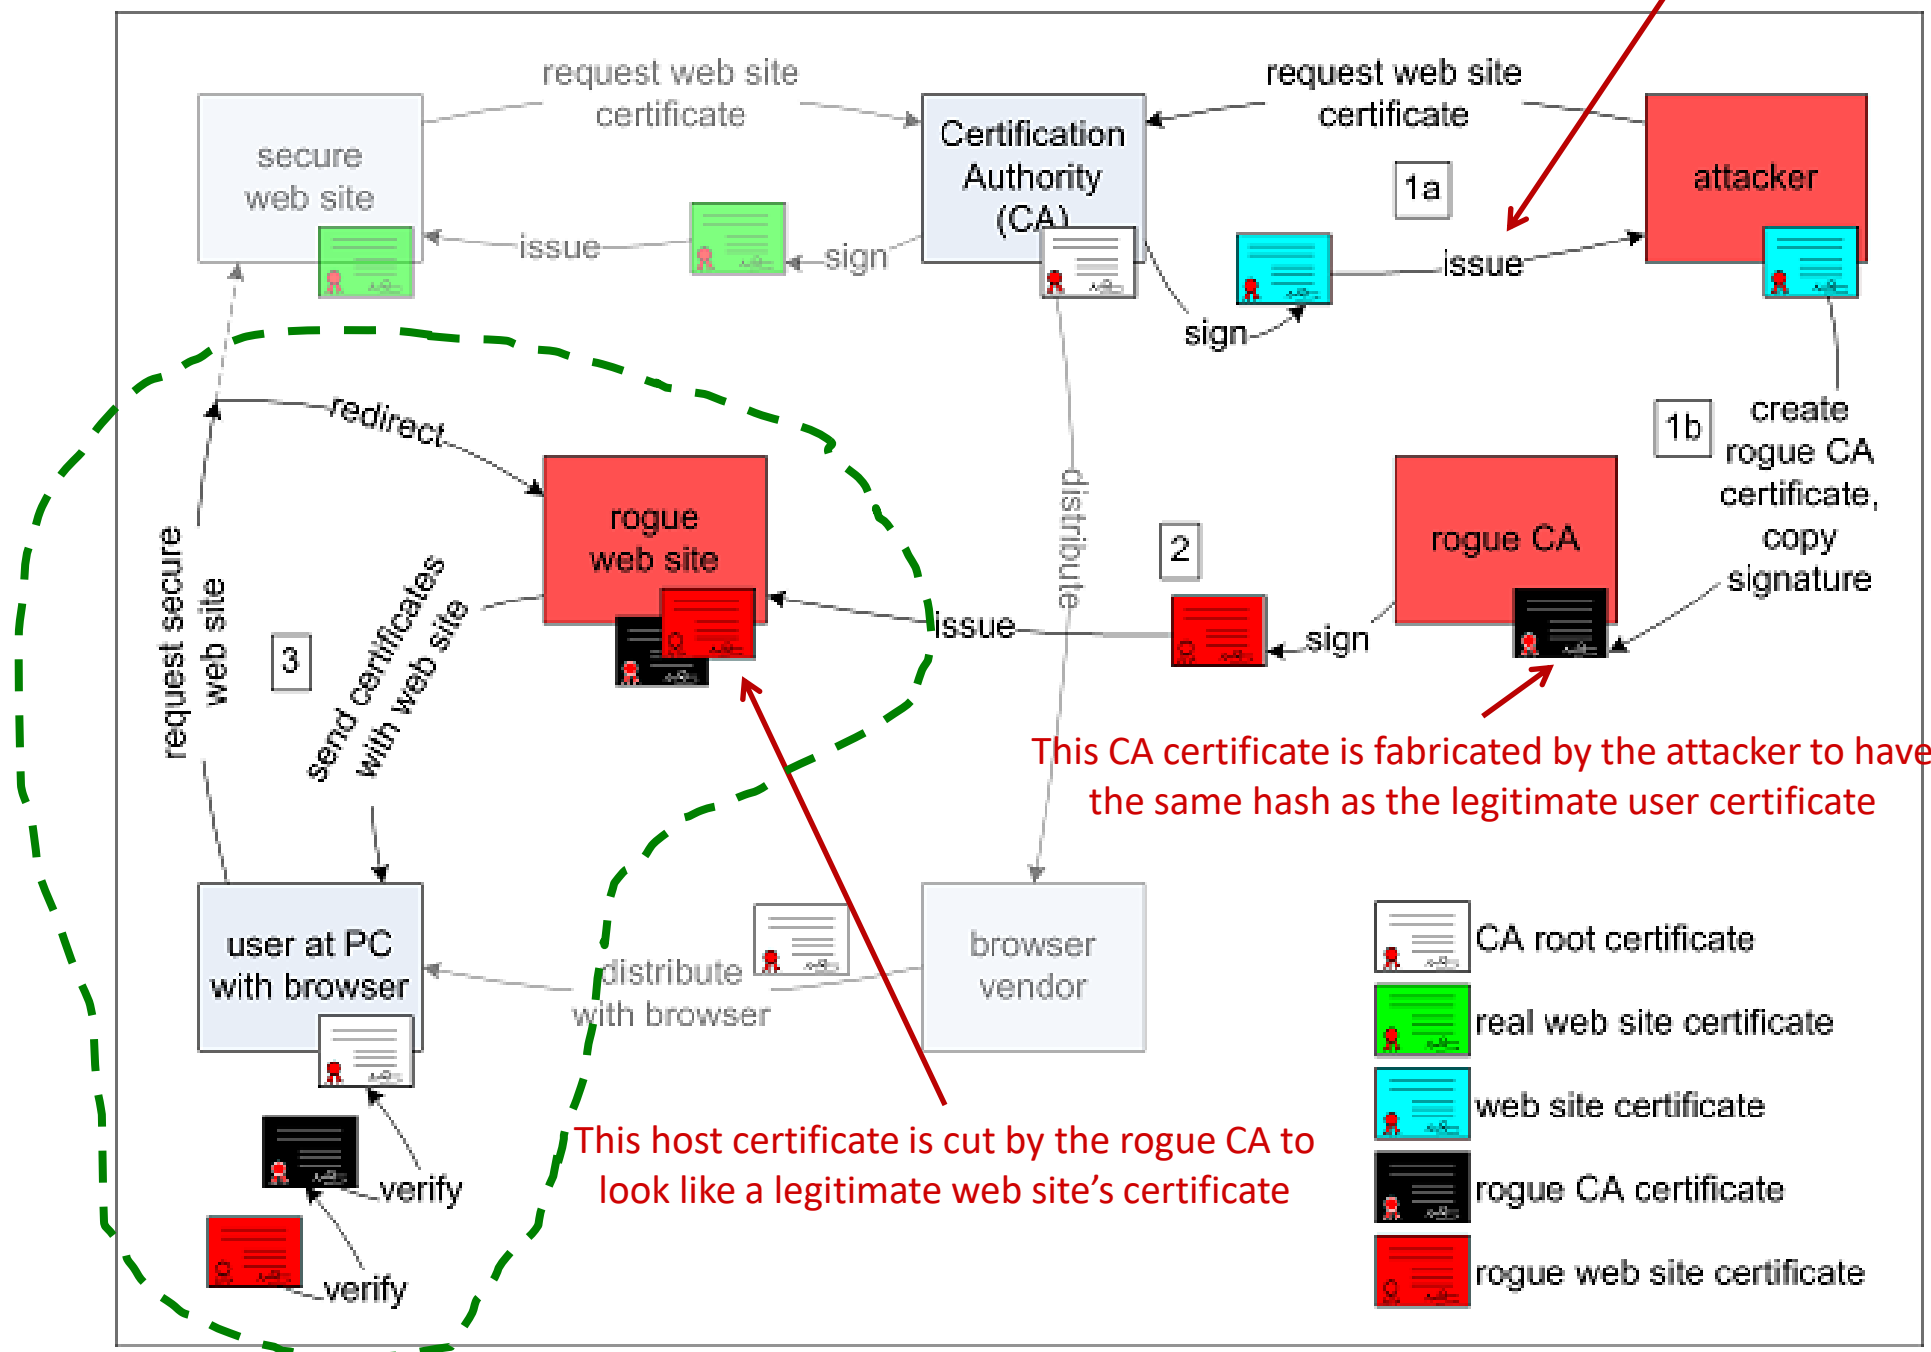 request web site
certificate
request web site
certificate
secure
web site
Certification
Authority
(CA)
attacker
1a
issue
sign
issue
sign
redirect
1b
create
rogue CA
certificate,
copy
signature
rogue
web site
distribute
2
rogue CA
request secure
web site
3
send certificates
with web site
issue
sign
This CA certificate is fabricated by the attacker to have
the same hash as the legitimate user certificate
user at PC
with browser
distribute
with browser
browser
vendor
CA root certificate
real web site certificate
web site certificate
rogue CA certificate
rogue web site certificate
This host certificate is cut by the rogue CA to
look like a legitimate web site’s certificate
verify
verify